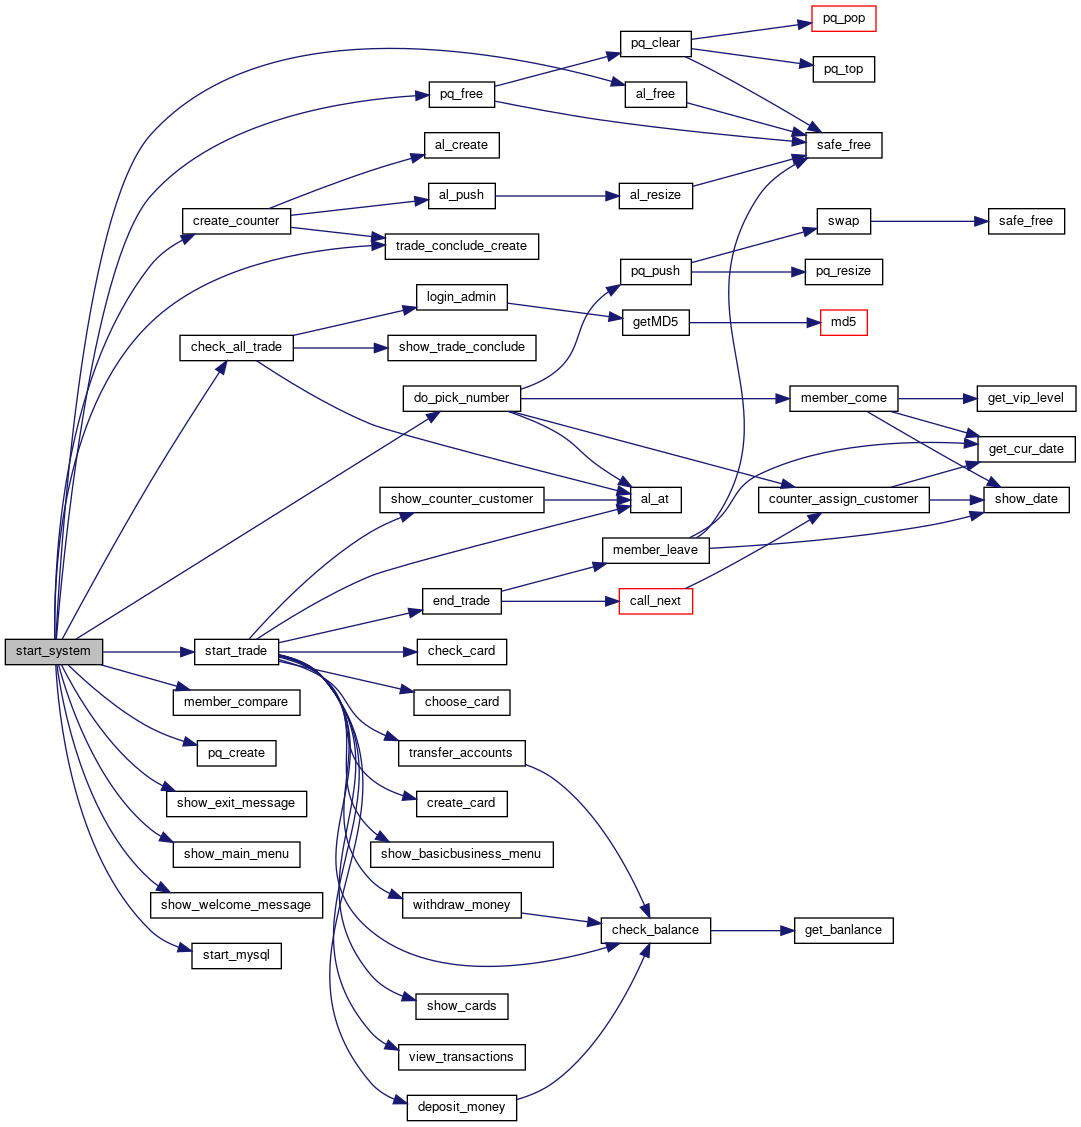 pq_pop
pq_clear
pq_top
pq_free
al_free
al_create
safe_free
al_push
al_resize
create_counter
swap
safe_free
trade_conclude_create
pq_push
pq_resize
login_admin
getMD5
md5
check_all_trade
show_trade_conclude
do_pick_number
member_come
get_vip_level
get_cur_date
show_counter_customer
al_at
counter_assign_customer
show_date
member_leave
end_trade
call_next
start_system
start_trade
check_card
member_compare
choose_card
pq_create
transfer_accounts
show_exit_message
create_card
show_main_menu
show_basicbusiness_menu
show_welcome_message
withdraw_money
check_balance
get_banlance
start_mysql
show_cards
view_transactions
deposit_money